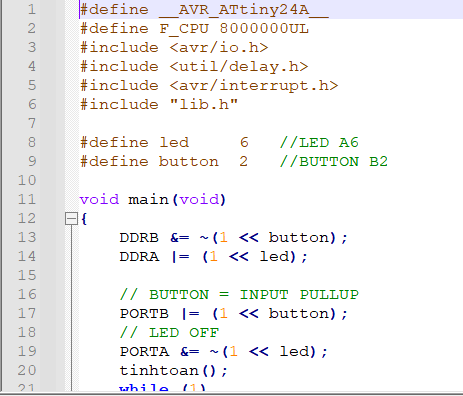 1 #define __AVR_ATtiny24A__
2 #define F_CPU 8000000UL
3 #include <avr/io.h>
4 #include <util/delay.h>
5 #include <avr/interrupt.h>
6 #include "lib.h"
7
8 #define led     6   //LED A6
9 #define button  2   //BUTTON B2
10
11 void main(void)
12 {
13     DDRB &= ~(1 << button);
14     DDRA |= (1 << led);
15
16     // BUTTON = INPUT PULLUP
17     PORTB |= (1 << button);
18     // LED OFF
19     PORTA &= ~(1 << led);
20     tinhtoan();
21     while (1)